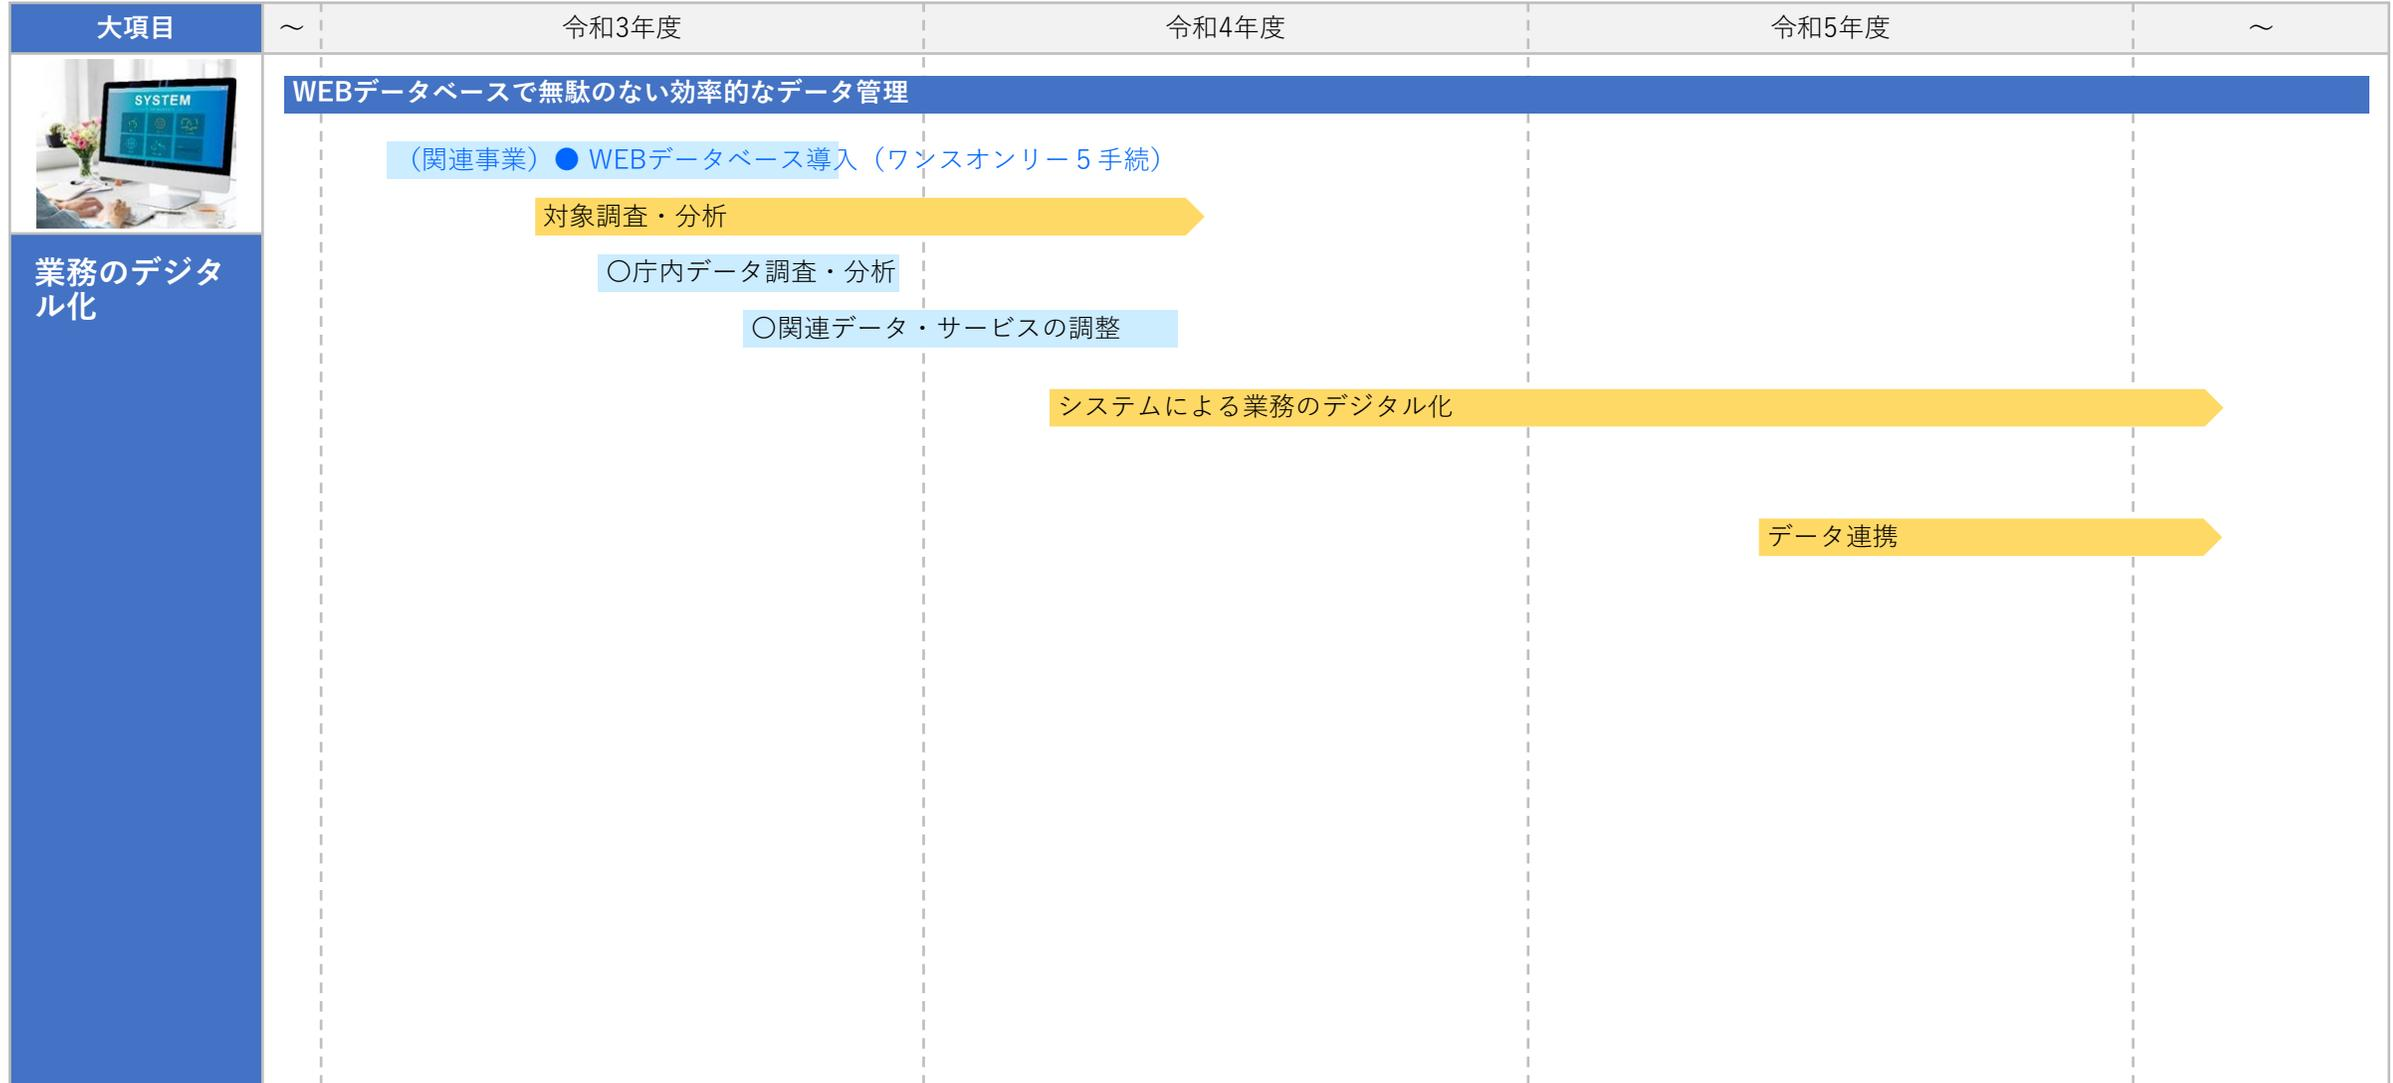 大項目
～
令和3年度
令和4年度
令和5年度
～
SYSTEM
WEBデータベースで無駄のない効率的なデータ管理
（関連事業）● WEBデータベース導入（ワンスオンリー５手続）
対象調査・分析
〇庁内データ調査・分析
〇関連データ・サービスの調整
業務のデジタ
ル化
システムによる業務のデジタル化
データ連携